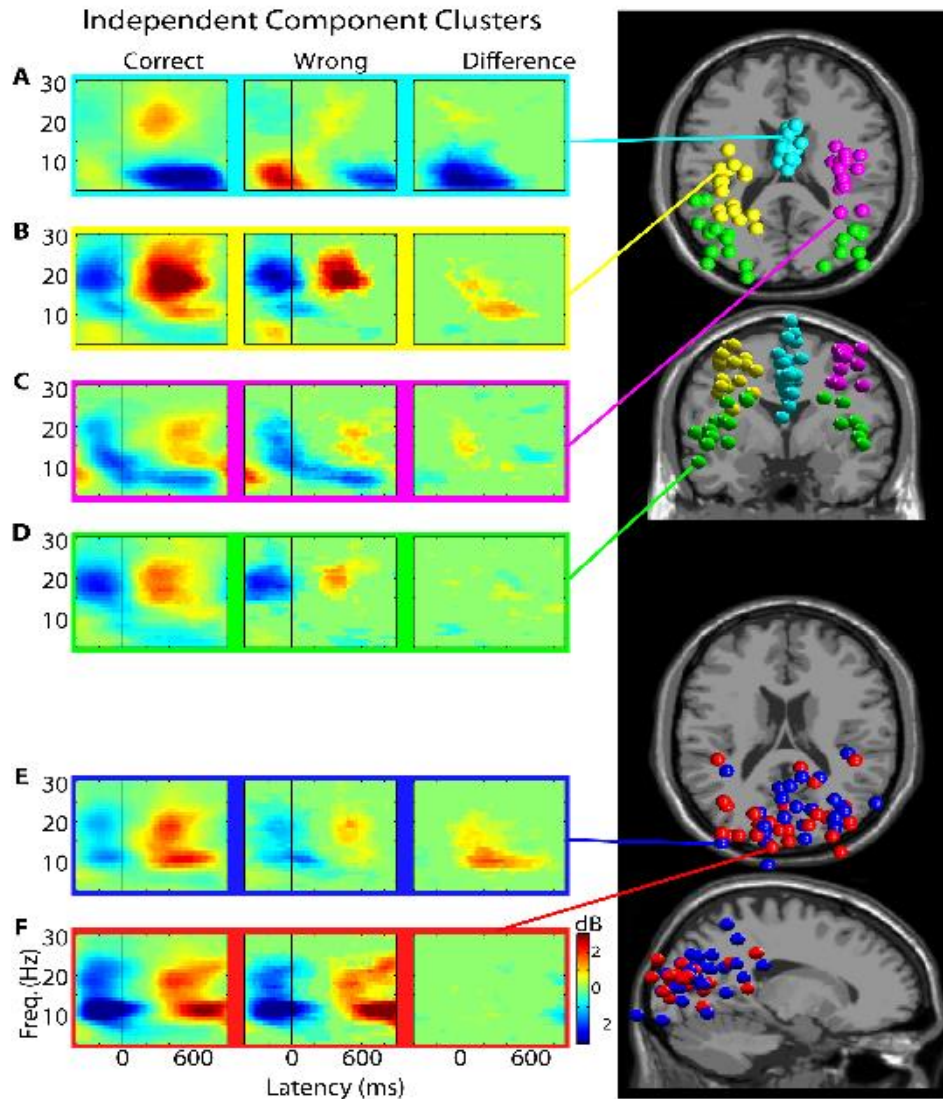 Independent Component Clusters
Correct Wrong Difference
A
30
20
10
B
30
20
10
C
30
20
10
D
30
20
10
E
30
20
10
F
30
20
10
Freq. (Hz)
dB
2
0
2
0 600 0 600 0 600
Latency (ms)